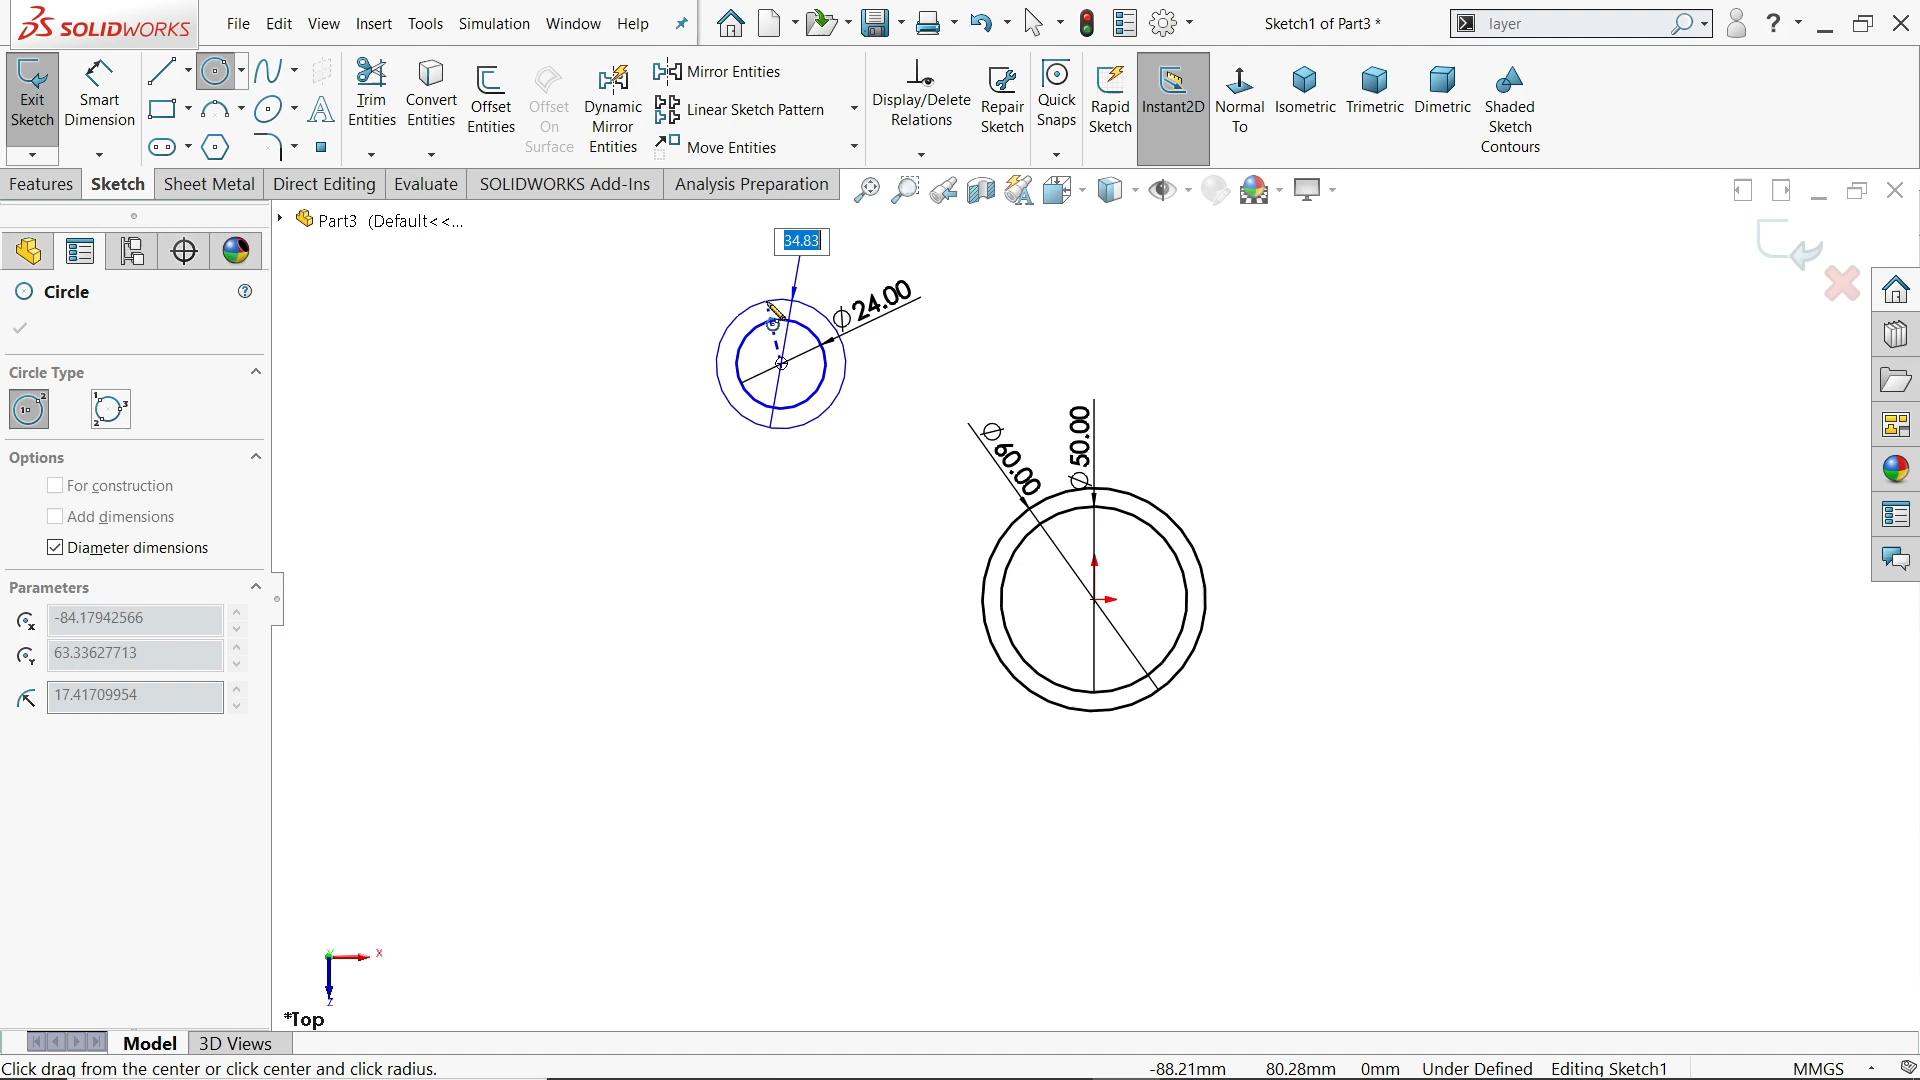 SOLIDWORKS
File Edit View Insert Tools Simulation Window Help
Sketch1 of Part3 *
layer
?
Exit Sketch
Smart Dimension
Trim Entities
Convert Entities
Offset Entities
Offset On Surface
Dynamic Mirror Entities
Mirror Entities
Linear Sketch Pattern
Move Entities
Display/Delete Relations
Repair Sketch
Quick Snaps
Rapid Sketch
Instant2D
Normal To
Isometric
Trimetric
Dimetric
Shaded Sketch Contours
Features Sketch Sheet Metal Direct Editing Evaluate SOLIDWORKS Add-Ins Analysis Preparation
Part3 (Default<<...
Circle
Circle Type
Options
For construction
Add dimensions
Diameter dimensions
Parameters
-84.17942566
63.33627713
17.41709954
34.83
∅ 24.00
∅ 60.00
∅ 50.00
X
Y
Z
*Top
Model 3D Views
Click drag from the center or click center and click radius.
-88.21mm 80.28mm 0mm Under Defined Editing Sketch1 MMGS